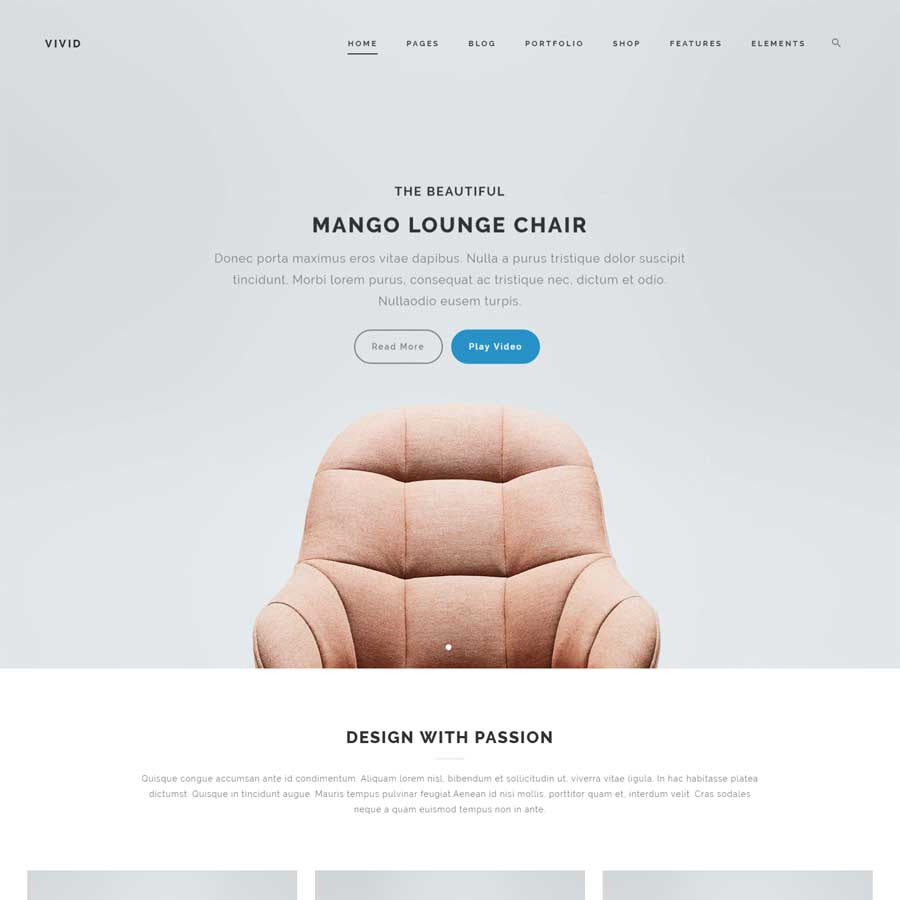 VIVID
HOME PAGES BLOG PORTFOLIO SHOP FEATURES ELEMENTS
THE BEAUTIFUL
MANGO LOUNGE CHAIR
Donec porta maximus eros vitae dapibus. Nulla a purus tristique dolor suscipit
tincidunt. Morbi lorem purus, consequat ac tristique nec, dictum et odio.
Nullaodio eusem turpis.
Read More Play Video
DESIGN WITH PASSION
Quisque congue accumsan ante id condimentum. Aliquam lorem nisl, bibendum et sollicitudin ut, viverra vitae ligula. In hac habitasse platea
dictumst. Quisque in tincidunt augue. Mauris tempus pulvinar feugiat.Aenean id nisi mollis, porttitor quam et, interdum velit. Cras sodales
neque a quam euismod tempus non in ante.